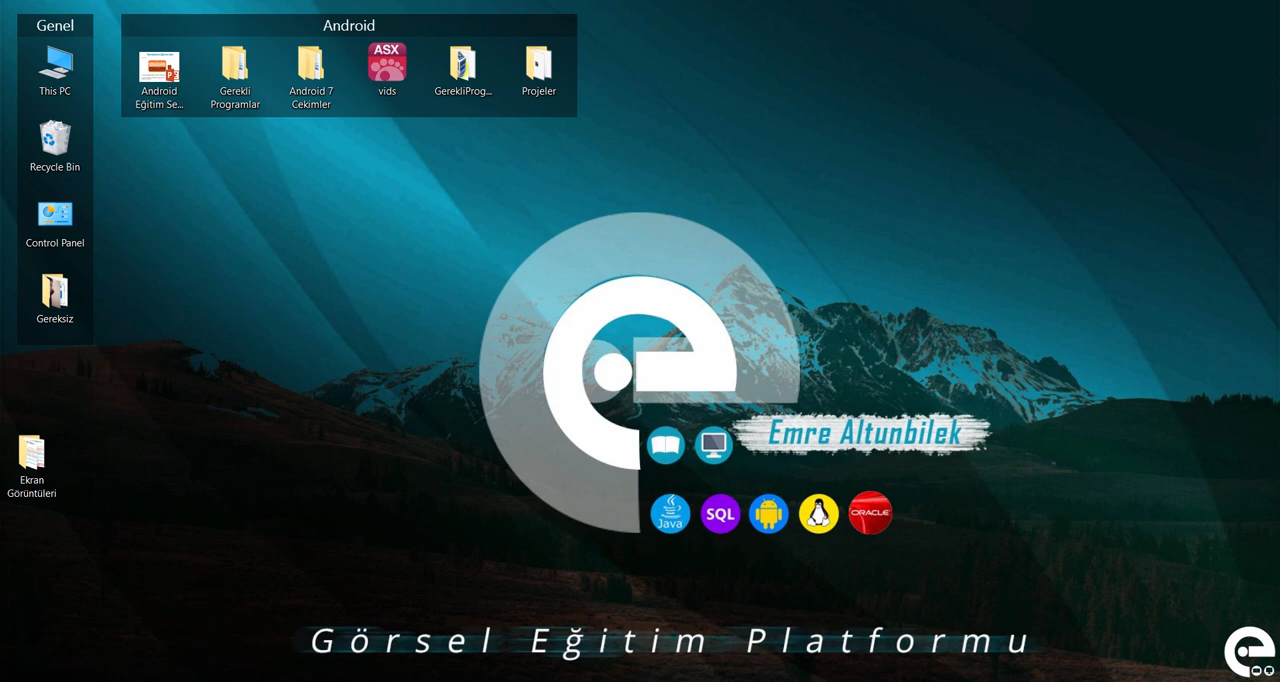 Genel
This PC
Recycle Bin
Control Panel
Gereksiz
Android
Android
Eğitim Se...
Gerekli
Programlar
Android 7
Cekimler
ASX
vids
GerekliProg...
Projeler
Ekran
Görüntüleri
Emre Altunbilek
Java
SQL
ORACLE
Görsel Eğitim Platformu